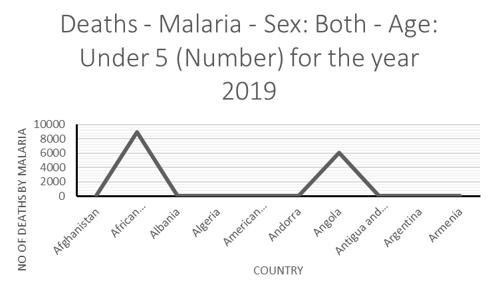 Deaths - Malaria - Sex: Both - Age:
Under 5 (Number) for the year
2019
NO OF DEATHS BY MALARIA
10000
8000
6000
4000
2000
0
Afghanistan
African...
Albania
Algeria
American...
Andorra
Angola
Antigua and...
Argentina
Armenia
COUNTRY